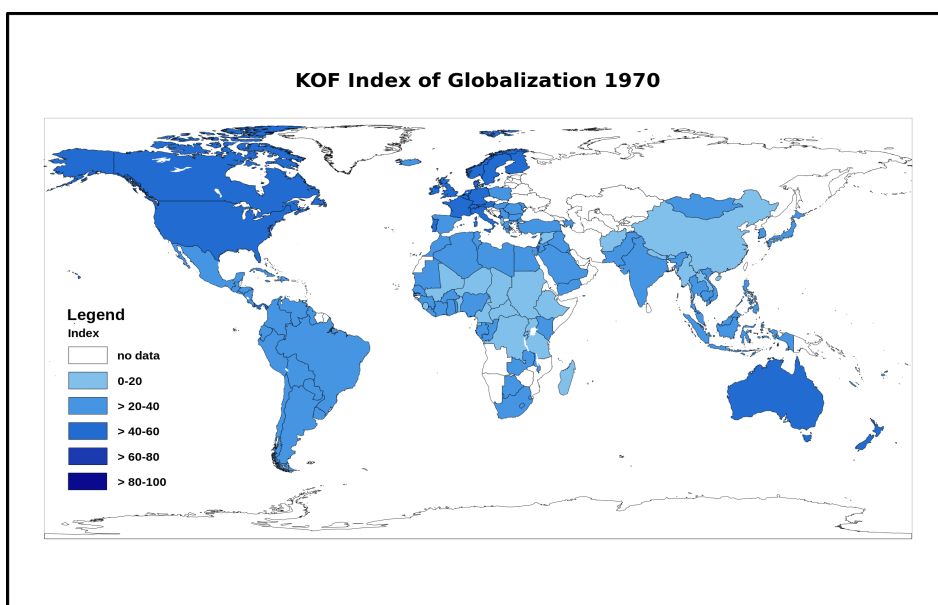 KOF Index of Globalization 1970
Legend
Index
no data
0-20
> 20-40
> 40-60
> 60-80
> 80-100